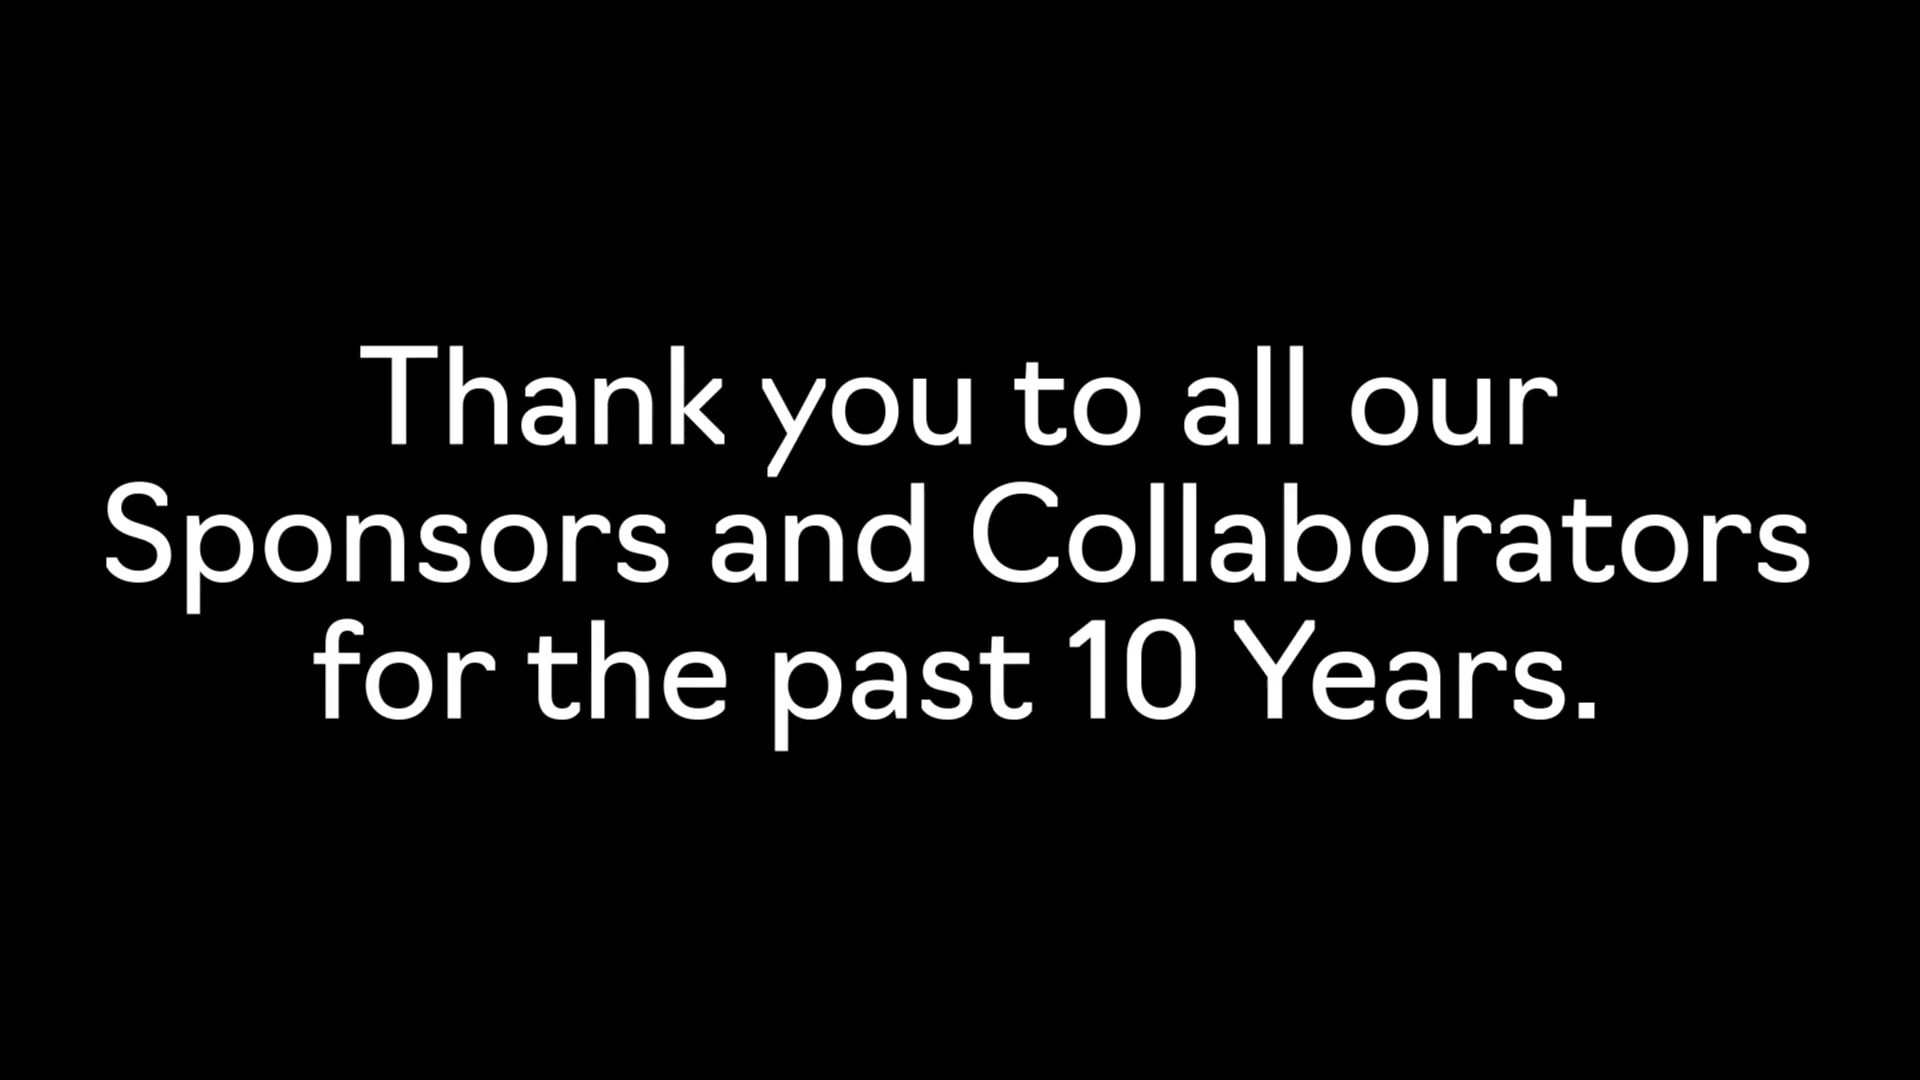 Thank you to all our
Sponsors and Collaborators
for the past 10 Years.